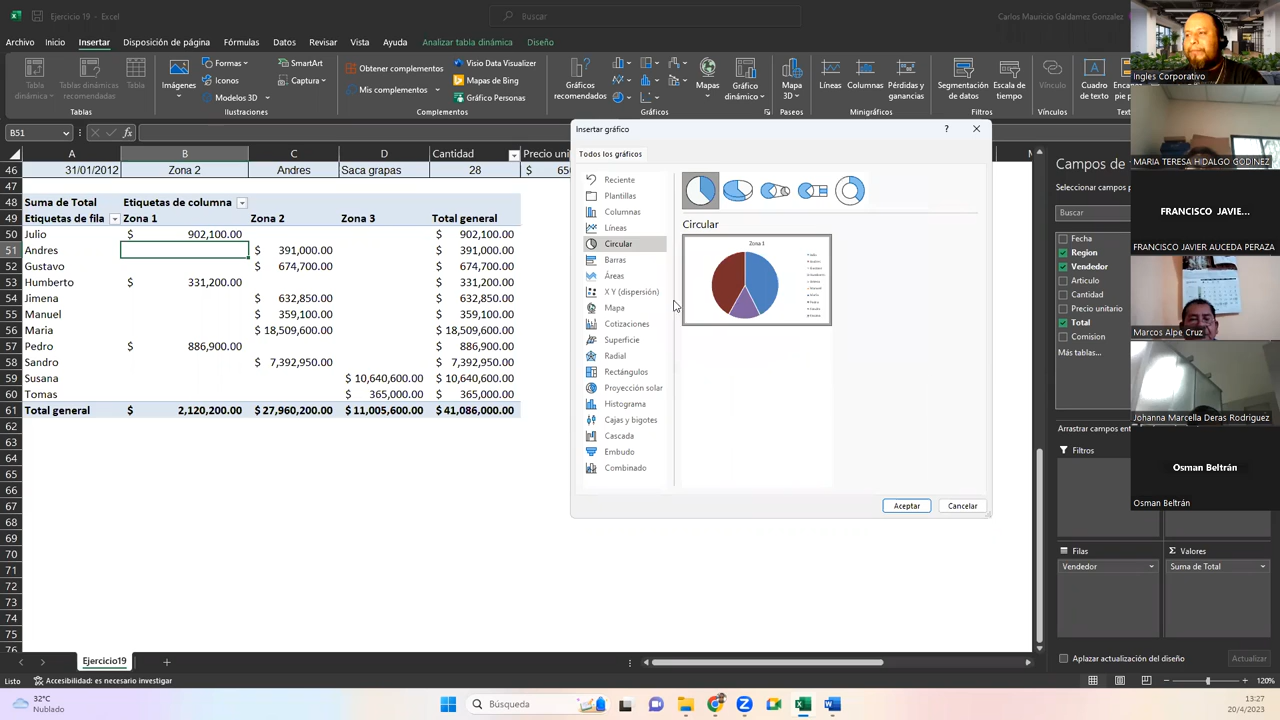 Ejercicio 19 - Excel
Buscar
Carlos Mauricio Galdamez Gonzalez
Archivo Inicio Insertar Disposición de página Fórmulas Datos Revisar Vista Ayuda Analizar tabla dinámica Diseño
Tabla dinámica
Tablas dinámicas recomendadas
Tabla
Imágenes
Formas
Iconos
Modelos 3D
SmartArt
Captura
Obtener complementos
Mis complementos
Visio Data Visualizer
Mapas de Bing
Gráfico Personas
Gráficos recomendados
Mapas
Gráfico dinámico
Mapa 3D
Líneas
Columnas
Pérdidas y ganancias
Segmentación de datos
Escala de tiempo
Vínculo
Cuadro de texto
Tablas Ilustraciones Complementos Gráficos Paseos Minigráficos Filtros Vínculos
B51
fx
A B C D Cantidad Precio uni
46 31/01/2012 Zona 2 Andres Saca grapas 28 $
47
48 Suma de Total Etiquetas de columna
49 Etiquetas de fila Zona 1 Zona 2 Zona 3 Total general
50 Julio $ 902,100.00 $ 902,100.00
51 Andres $ 391,000.00 $ 391,000.00
52 Gustavo $ 674,700.00 $ 674,700.00
53 Humberto $ 331,200.00 $ 331,200.00
54 Jimena $ 632,850.00 $ 632,850.00
55 Manuel $ 359,100.00 $ 359,100.00
56 Maria $ 18,509,600.00 $ 18,509,600.00
57 Pedro $ 886,900.00 $ 886,900.00
58 Sandro $ 7,392,950.00 $ 7,392,950.00
59 Susana $ 10,640,600.00 $ 10,640,600.00
60 Tomas $ 365,000.00 $ 365,000.00
61 Total general $ 2,120,200.00 $ 27,960,200.00 $ 11,005,600.00 $ 41,086,000.00
62
63
64
65
66
67
68
69
70
71
72
73
74
75
76
Insertar gráfico
?
Todos los gráficos
Reciente
Plantillas
Columnas
Líneas
Circular
Barras
Áreas
X Y (dispersión)
Mapa
Cotizaciones
Superficie
Radial
Rectángulos
Proyección solar
Histograma
Cajas y bigotes
Cascada
Embudo
Combinado
Circular
Zona 1
Aceptar
Cancelar
Campos de
Seleccionar campos p
Buscar
Fecha
Region
Vendedor
Articulo
Cantidad
Precio unitario
Total
Comision
Más tablas...
Arrastrar campos ent
Filtros
Filas
Σ Valores
Vendedor
Suma de Total
Aplazar actualización del diseño
Actualizar
Ingles Corporativo
MARIA TERESA HIDALGO GODINEZ
FRANCISCO JAVIE...
FRANCISCO JAVIER AUCEDA PERAZA
Marcos Alpe Cruz
Johanna Marcella Deras Rodriguez
Osman Beltrán
Osman Beltrán
Ejercicio19
Listo
Accesibilidad: es necesario investigar
120%
32°C
Nublado
Búsqueda
13:27
20/4/2023